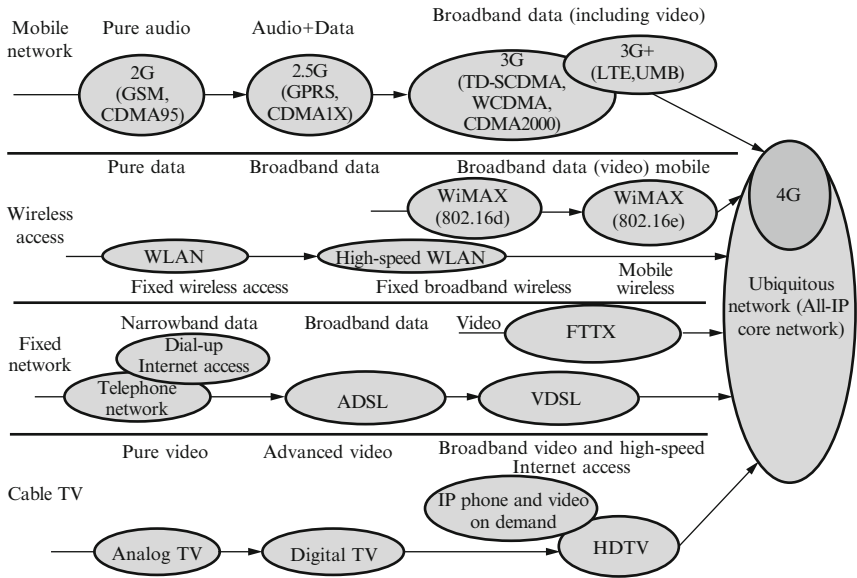 Mobile
network
Pure audio
Audio+Data
Broadband data (including video)
2G
(GSM,
CDMA95)
2.5G
(GPRS,
CDMA1X)
3G
(TD-SCDMA,
WCDMA,
CDMA2000)
3G+
(LTE,UMB)
Pure data
Broadband data
Broadband data (video) mobile
Wireless
access
WiMAX
(802.16d)
WiMAX
(802.16e)
WLAN
High-speed WLAN
Fixed wireless access
Fixed broadband wireless
Mobile
wireless
4G
Ubiquitous
network (All-IP
core network)
Fixed
network
Narrowband data
Broadband data
Video
FTTX
Dial-up
Internet access
Telephone
network
ADSL
VDSL
Pure video
Advanced video
Broadband video and high-speed
Internet access
Cable TV
IP phone and video
on demand
Analog TV
Digital TV
HDTV